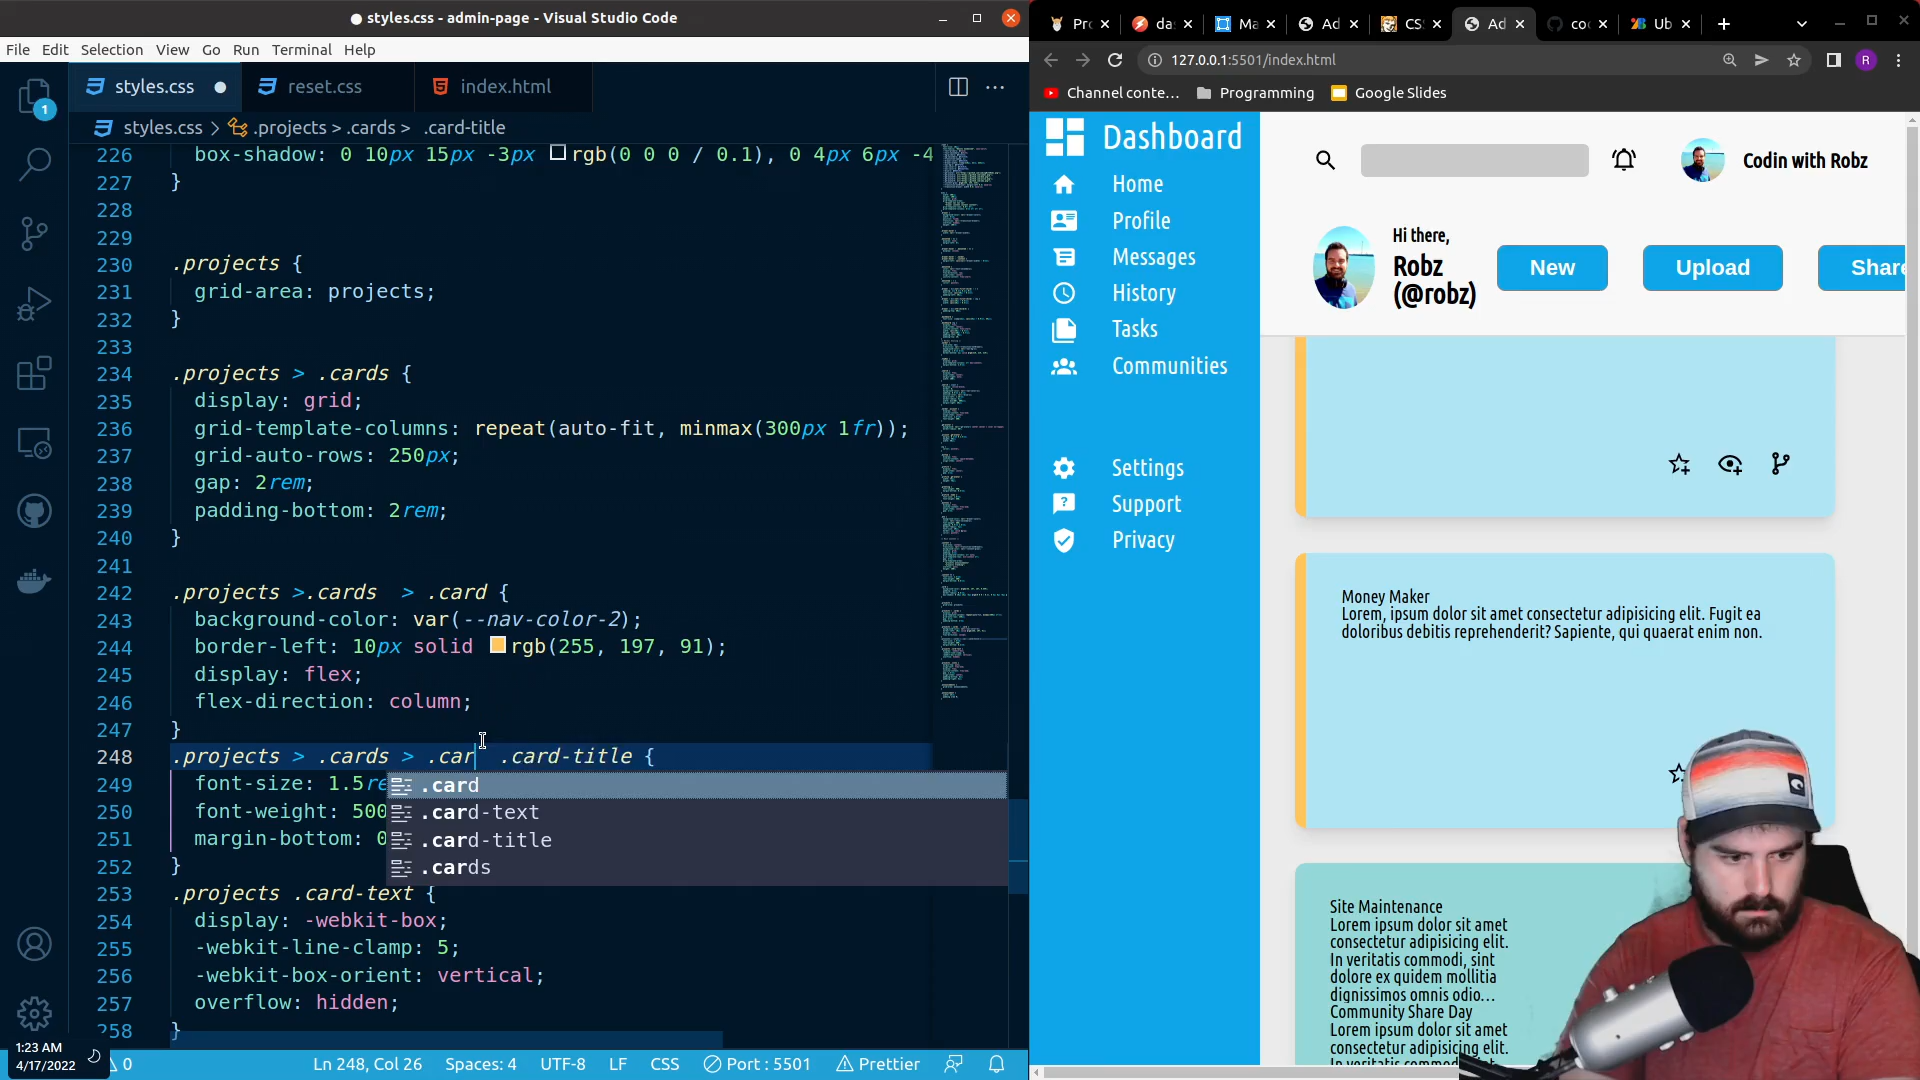 styles.css - admin-page - Visual Studio Code
File Edit Selection View Go Run Terminal Help
styles.css reset.css index.html
styles.css > .projects > .cards > .card-title
226 box-shadow: 0 10px 15px -3px rgb(0 0 0 / 0.1), 0 4px 6px -4
227 }
228
229
230 .projects {
231 grid-area: projects;
232 }
233
234 .projects > .cards {
235 display: grid;
236 grid-template-columns: repeat(auto-fit, minmax(300px 1fr));
237 grid-auto-rows: 250px;
238 gap: 2rem;
239 padding-bottom: 2rem;
240 }
241
242 .projects >.cards  > .card {
243 background-color: var(--nav-color-2);
244 border-left: 10px solid rgb(255, 197, 91);
245 display: flex;
246 flex-direction: column;
247 }
248 .projects > .cards > .car  .card-title {
249 font-size: 1.5re
250 font-weight: 500
251 margin-bottom: 0
252 }
253 .projects .card-text {
254 display: -webkit-box;
255 -webkit-line-clamp: 5;
256 -webkit-box-orient: vertical;
257 overflow: hidden;
258 }
.card
.card-text
.card-title
.cards
1
1:23 AM
4/17/2022
0 Ln 248, Col 26 Spaces: 4 UTF-8 LF CSS Port : 5501 Prettier
Pro da Ma Ad CS Ad coo Ub
127.0.0.1:5501/index.html R
Channel conte... Programming Google Slides
Dashboard
Home
Profile
Messages
History
Tasks
Communities
Settings
Support
Privacy
Codin with Robz
Hi there,
Robz
(@robz)
New Upload Share
Money Maker
Lorem, ipsum dolor sit amet consectetur adipisicing elit. Fugit ea
doloribus debitis reprehenderit? Sapiente, qui quaerat enim non.
Site Maintenance
Lorem ipsum dolor sit amet
consectetur adipisicing elit.
In veritatis commodi, sint
dolore ex quidem mollitia
dignissimos omnis odio...
Community Share Day
Lorem ipsum dolor sit amet
consectetur adipisicing elit.